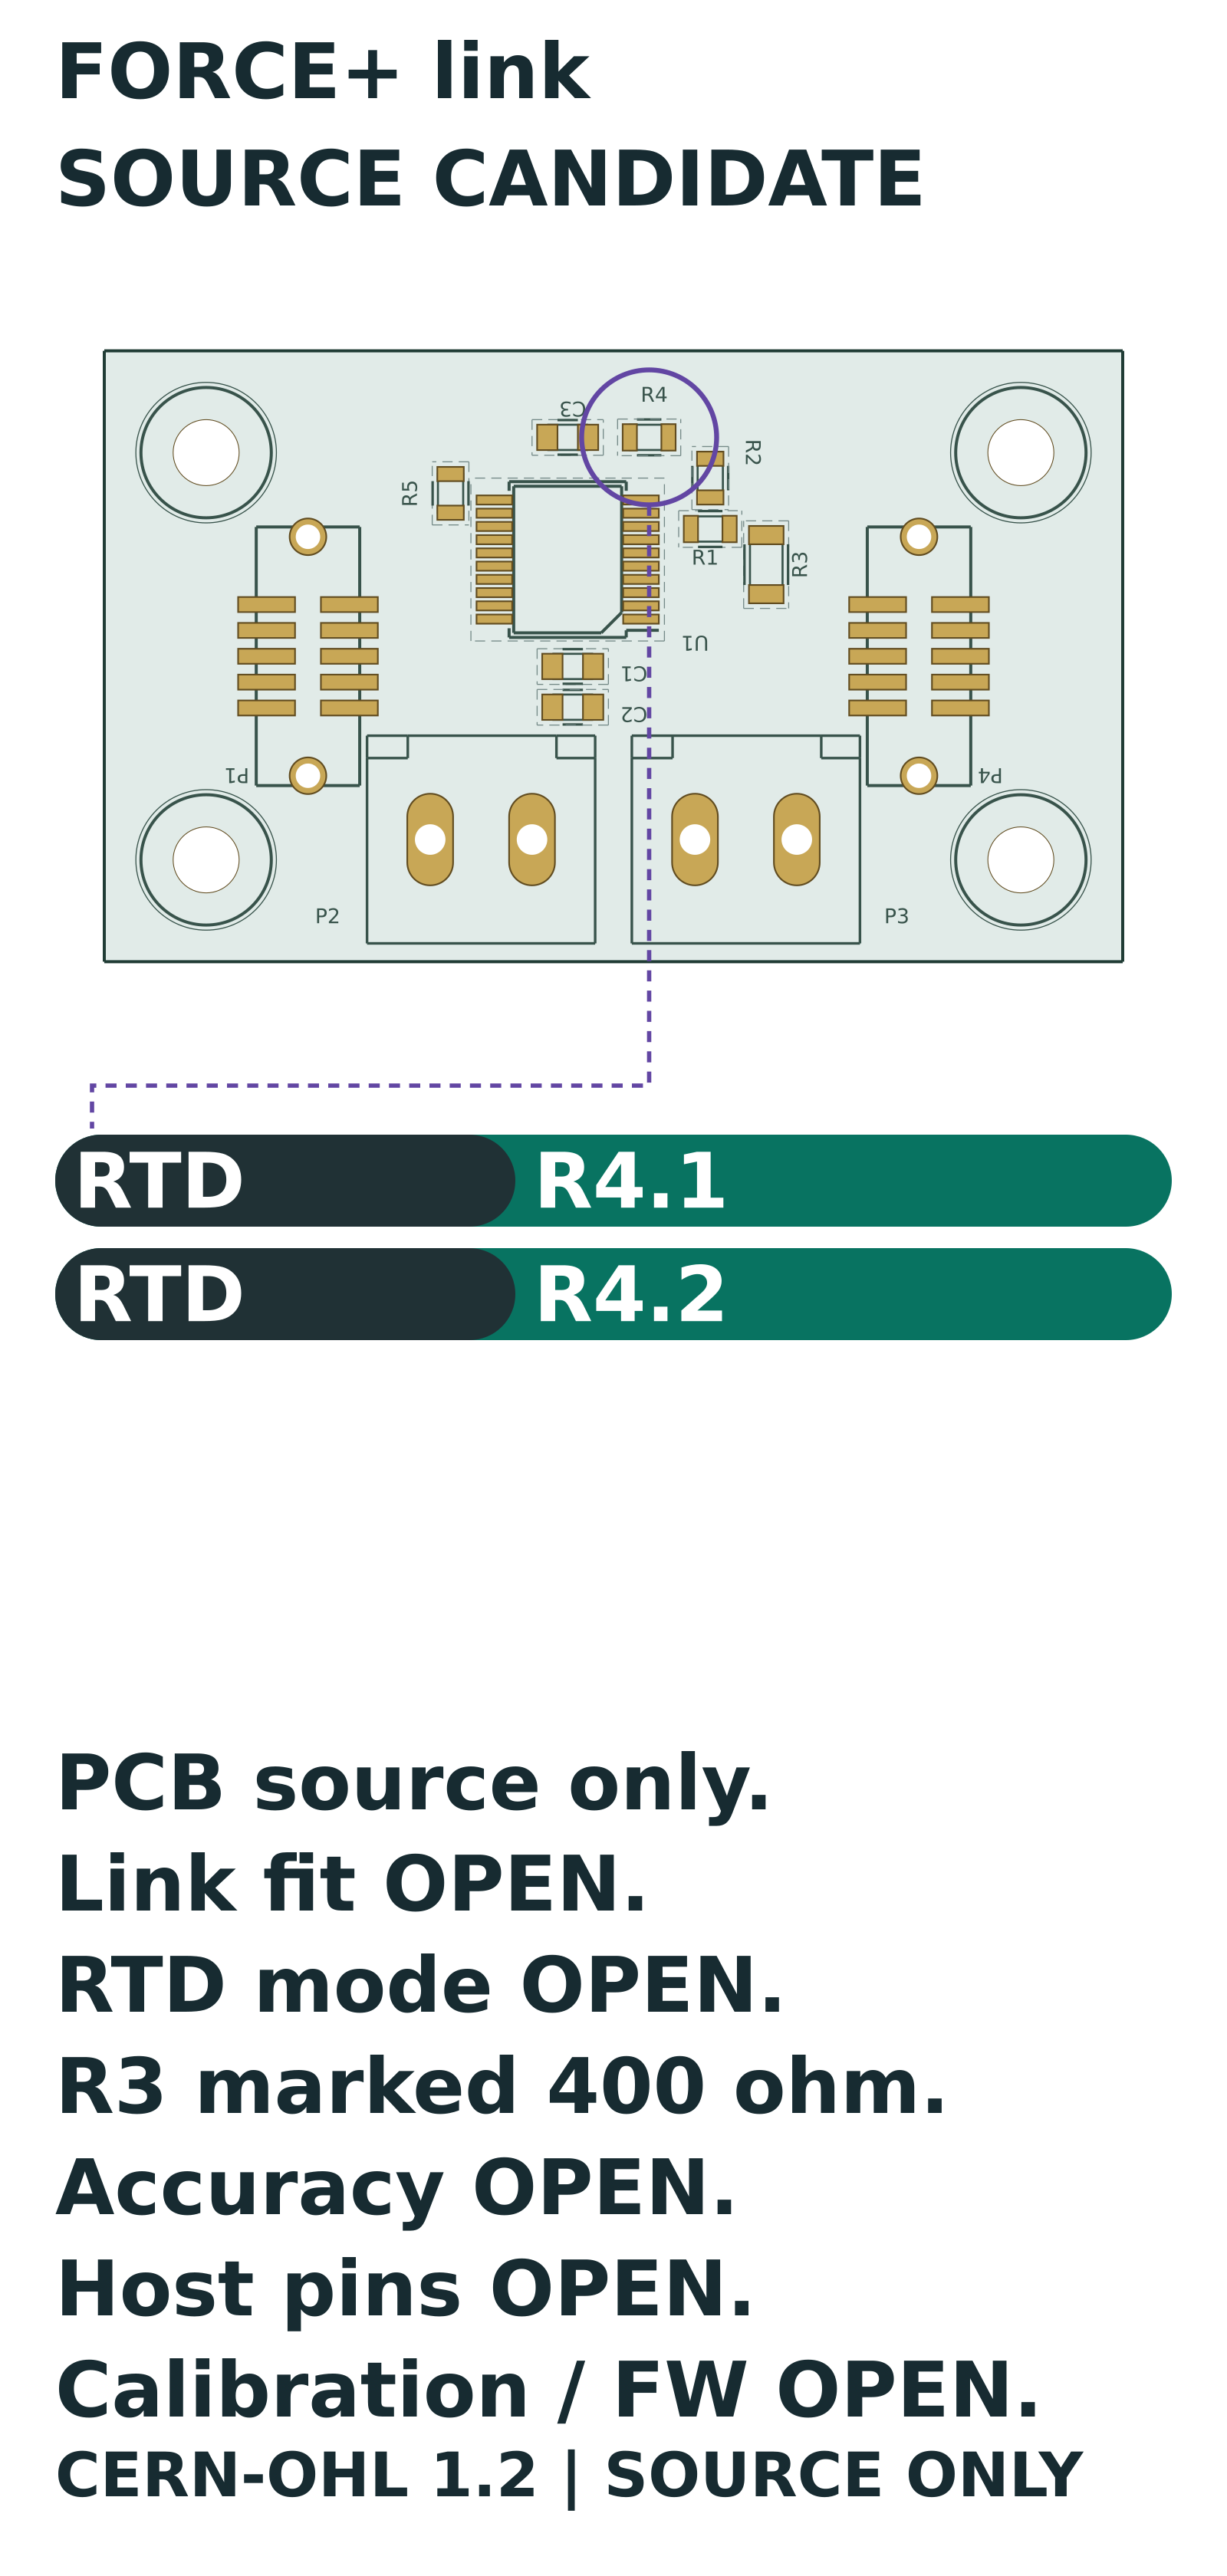 FORCE+ link
SOURCE CANDIDATE
C3
R4
R2
R5
R1
R3
U1
C1
C2
P1
P4
P2
P3
RTD R4.1
RTD R4.2
PCB source only.
Link fit OPEN.
RTD mode OPEN.
R3 marked 400 ohm.
Accuracy OPEN.
Host pins OPEN.
Calibration / FW OPEN.
CERN-OHL 1.2 | SOURCE ONLY